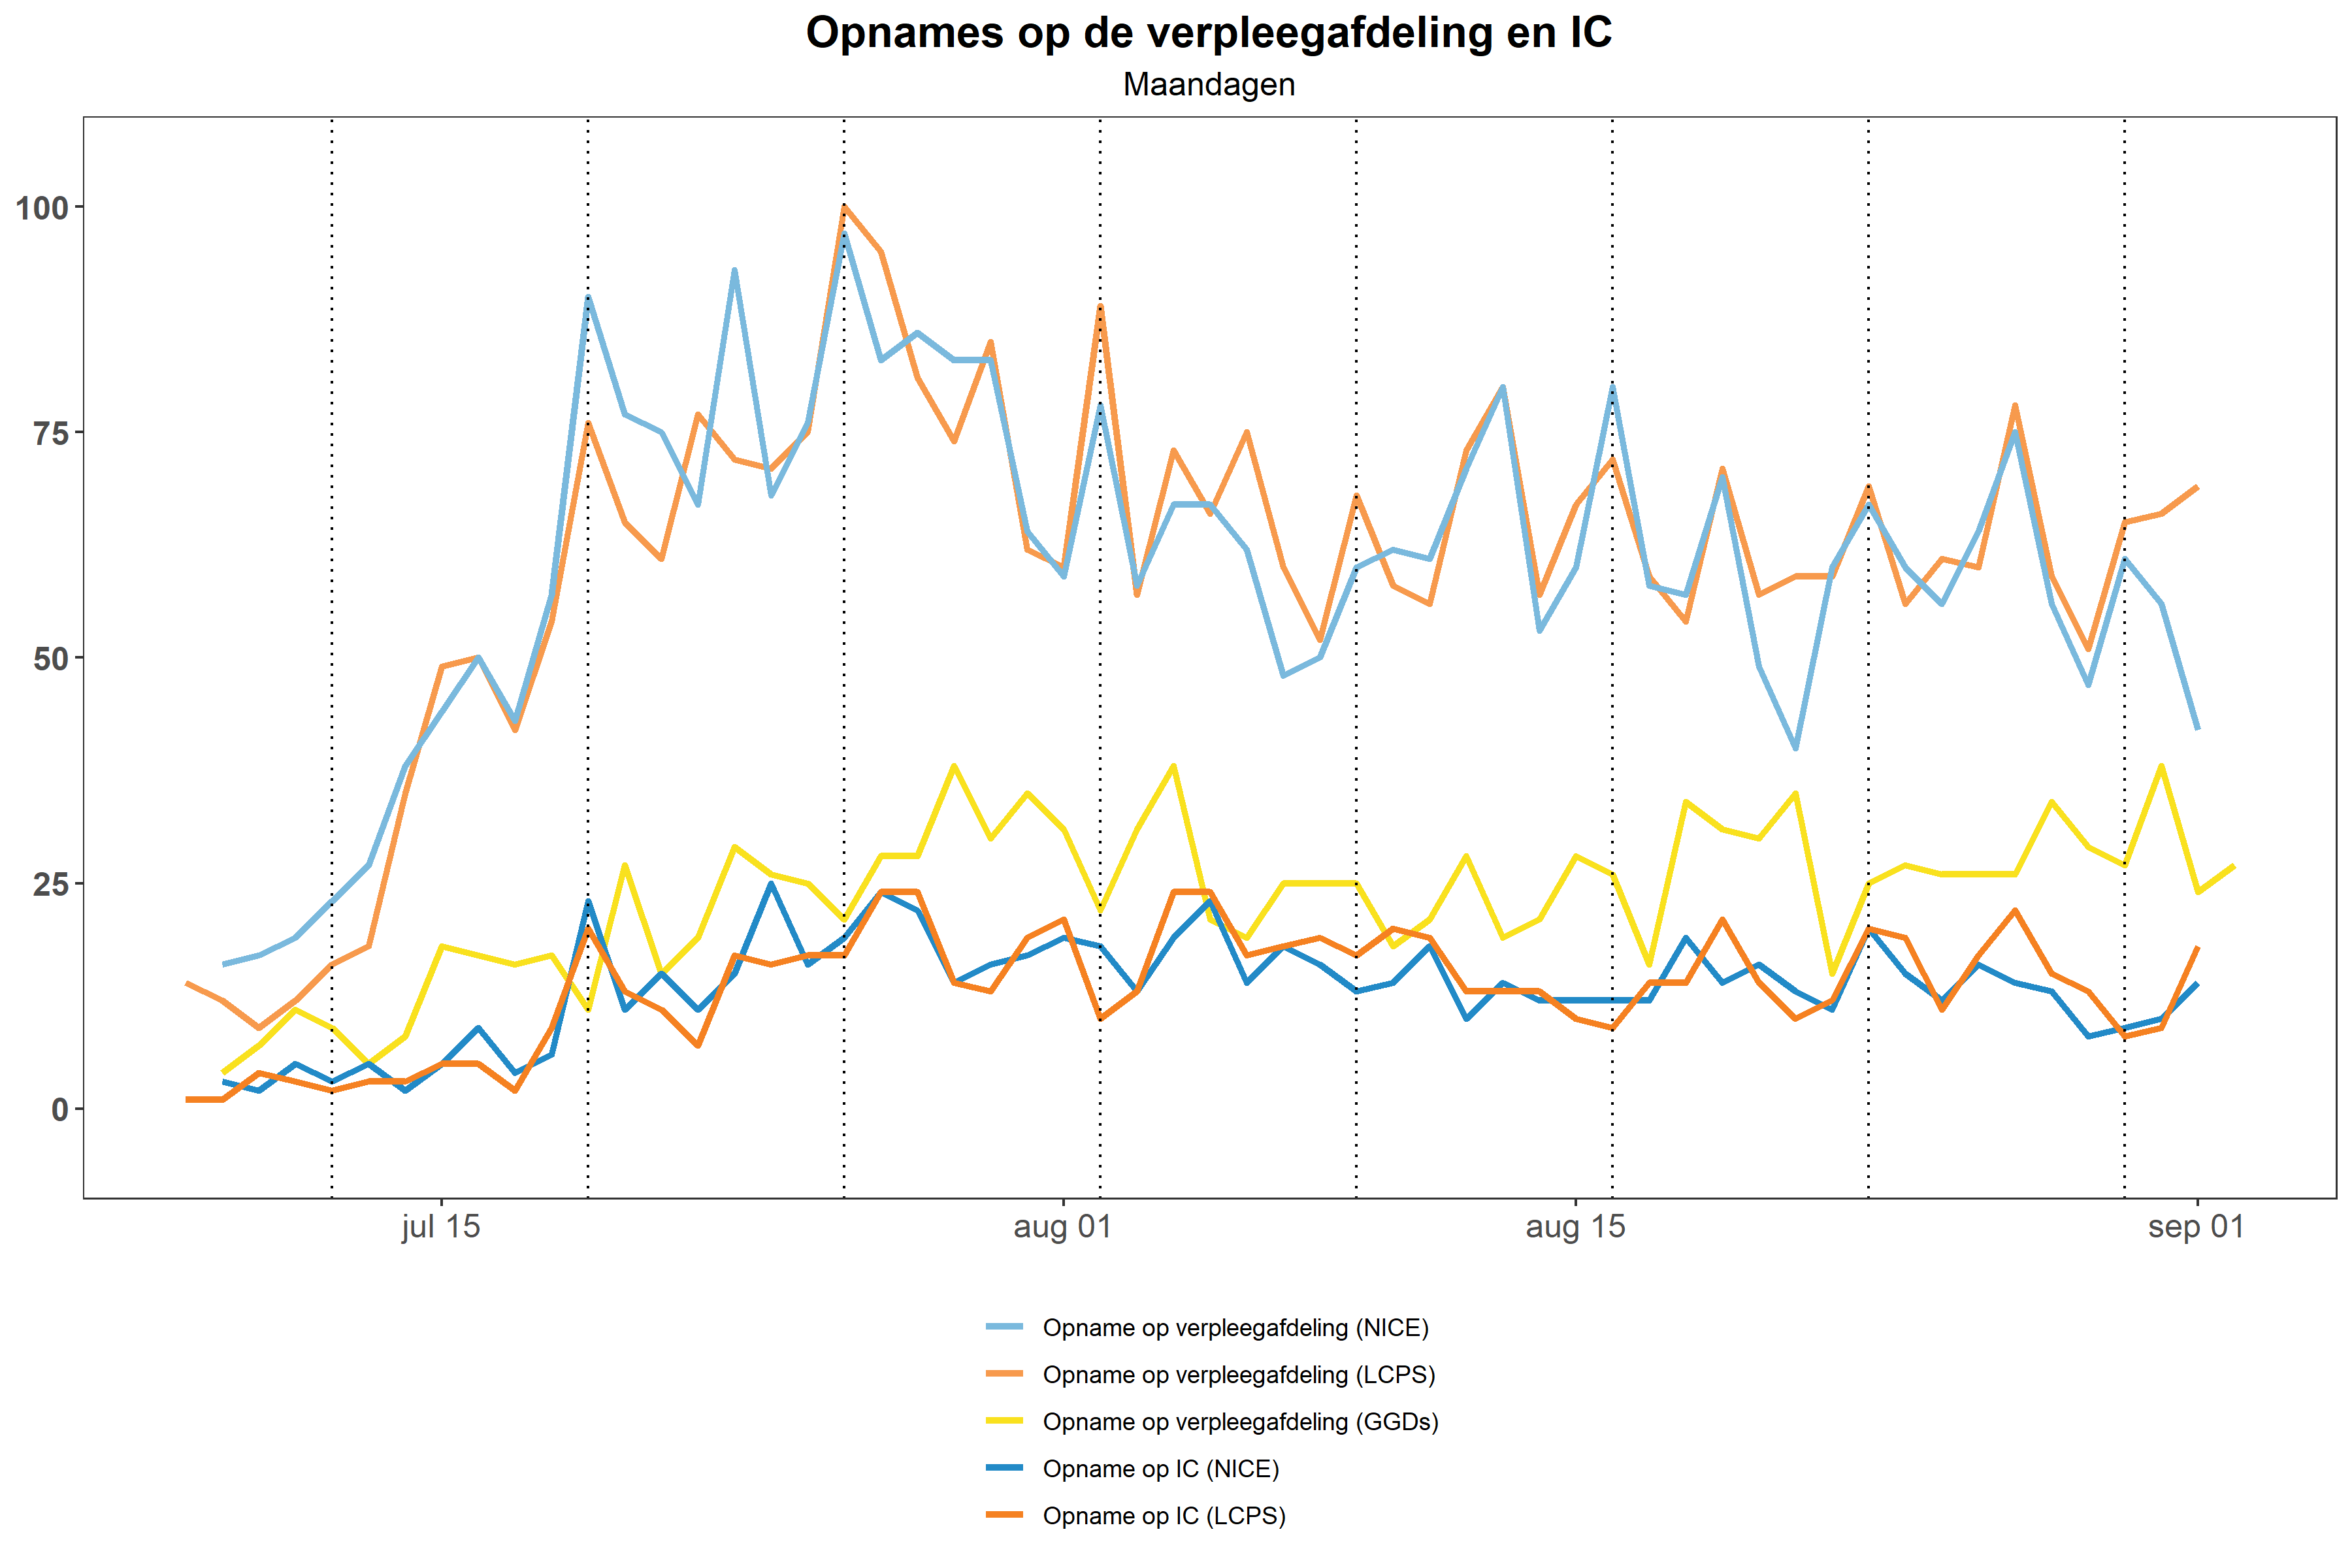 Opnames op de verpleegafdeling en IC
Maandagen
100
75
50
25
0
jul 15 aug 01 aug 15 sep 01
Opname op verpleegafdeling (NICE)
Opname op verpleegafdeling (LCPS)
Opname op verpleegafdeling (GGDs)
Opname op IC (NICE)
Opname op IC (LCPS)